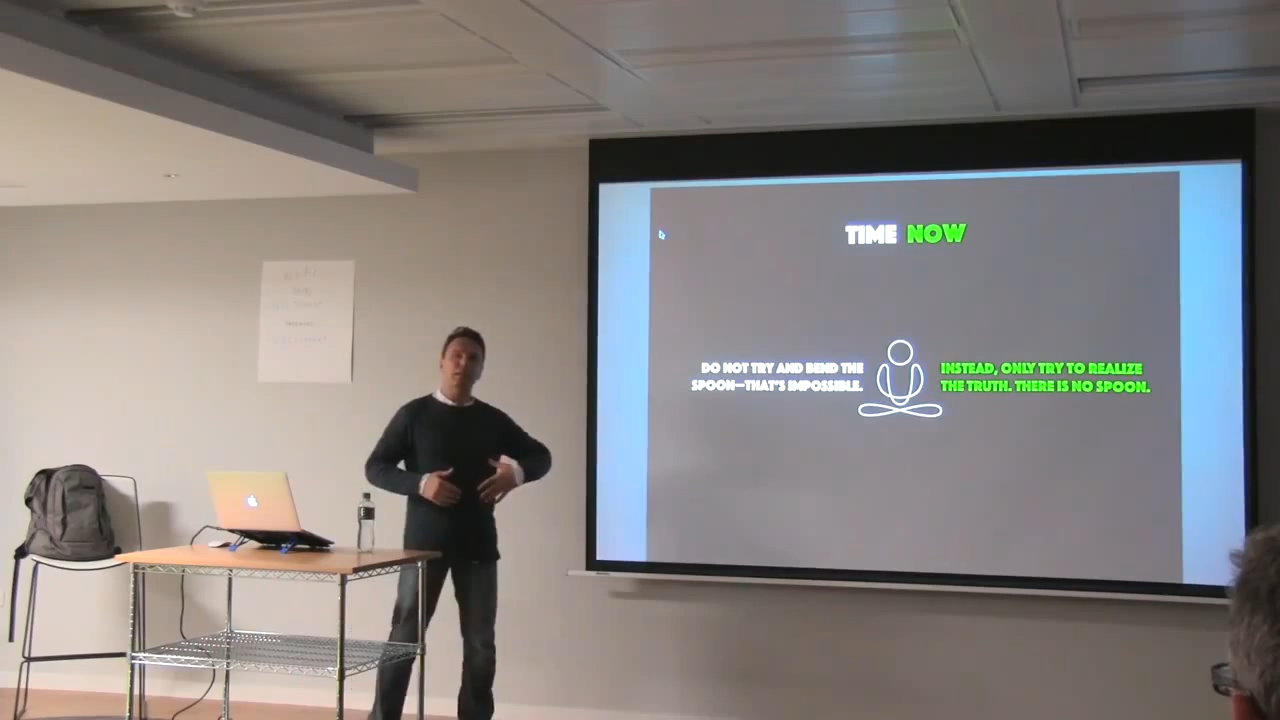 TIME NOW
DO NOT TRY AND BEND THE
SPOON—THAT'S IMPOSSIBLE.
INSTEAD, ONLY TRY TO REALIZE
THE TRUTH. THERE IS NO SPOON.